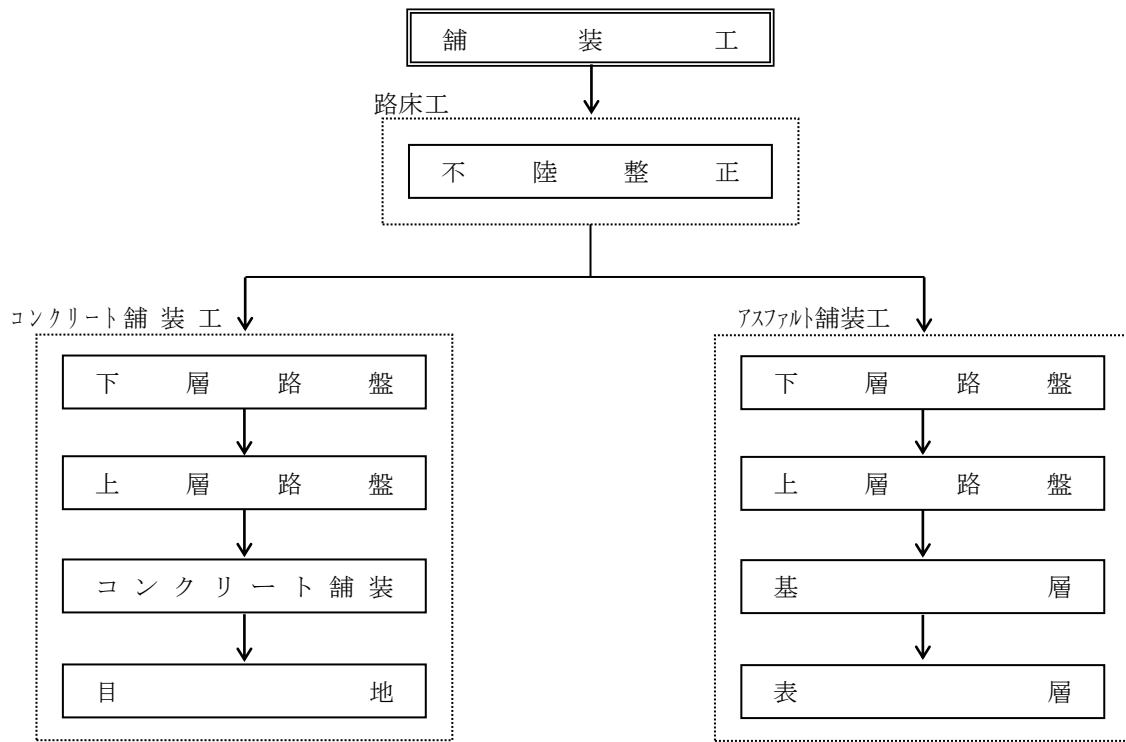 舗装工
路床工
不陸整正
コンクリート舗装工
下層路盤
上層路盤
コンクリート舗装
目地
アスファルト舗装工
下層路盤
上層路盤
基層
表層